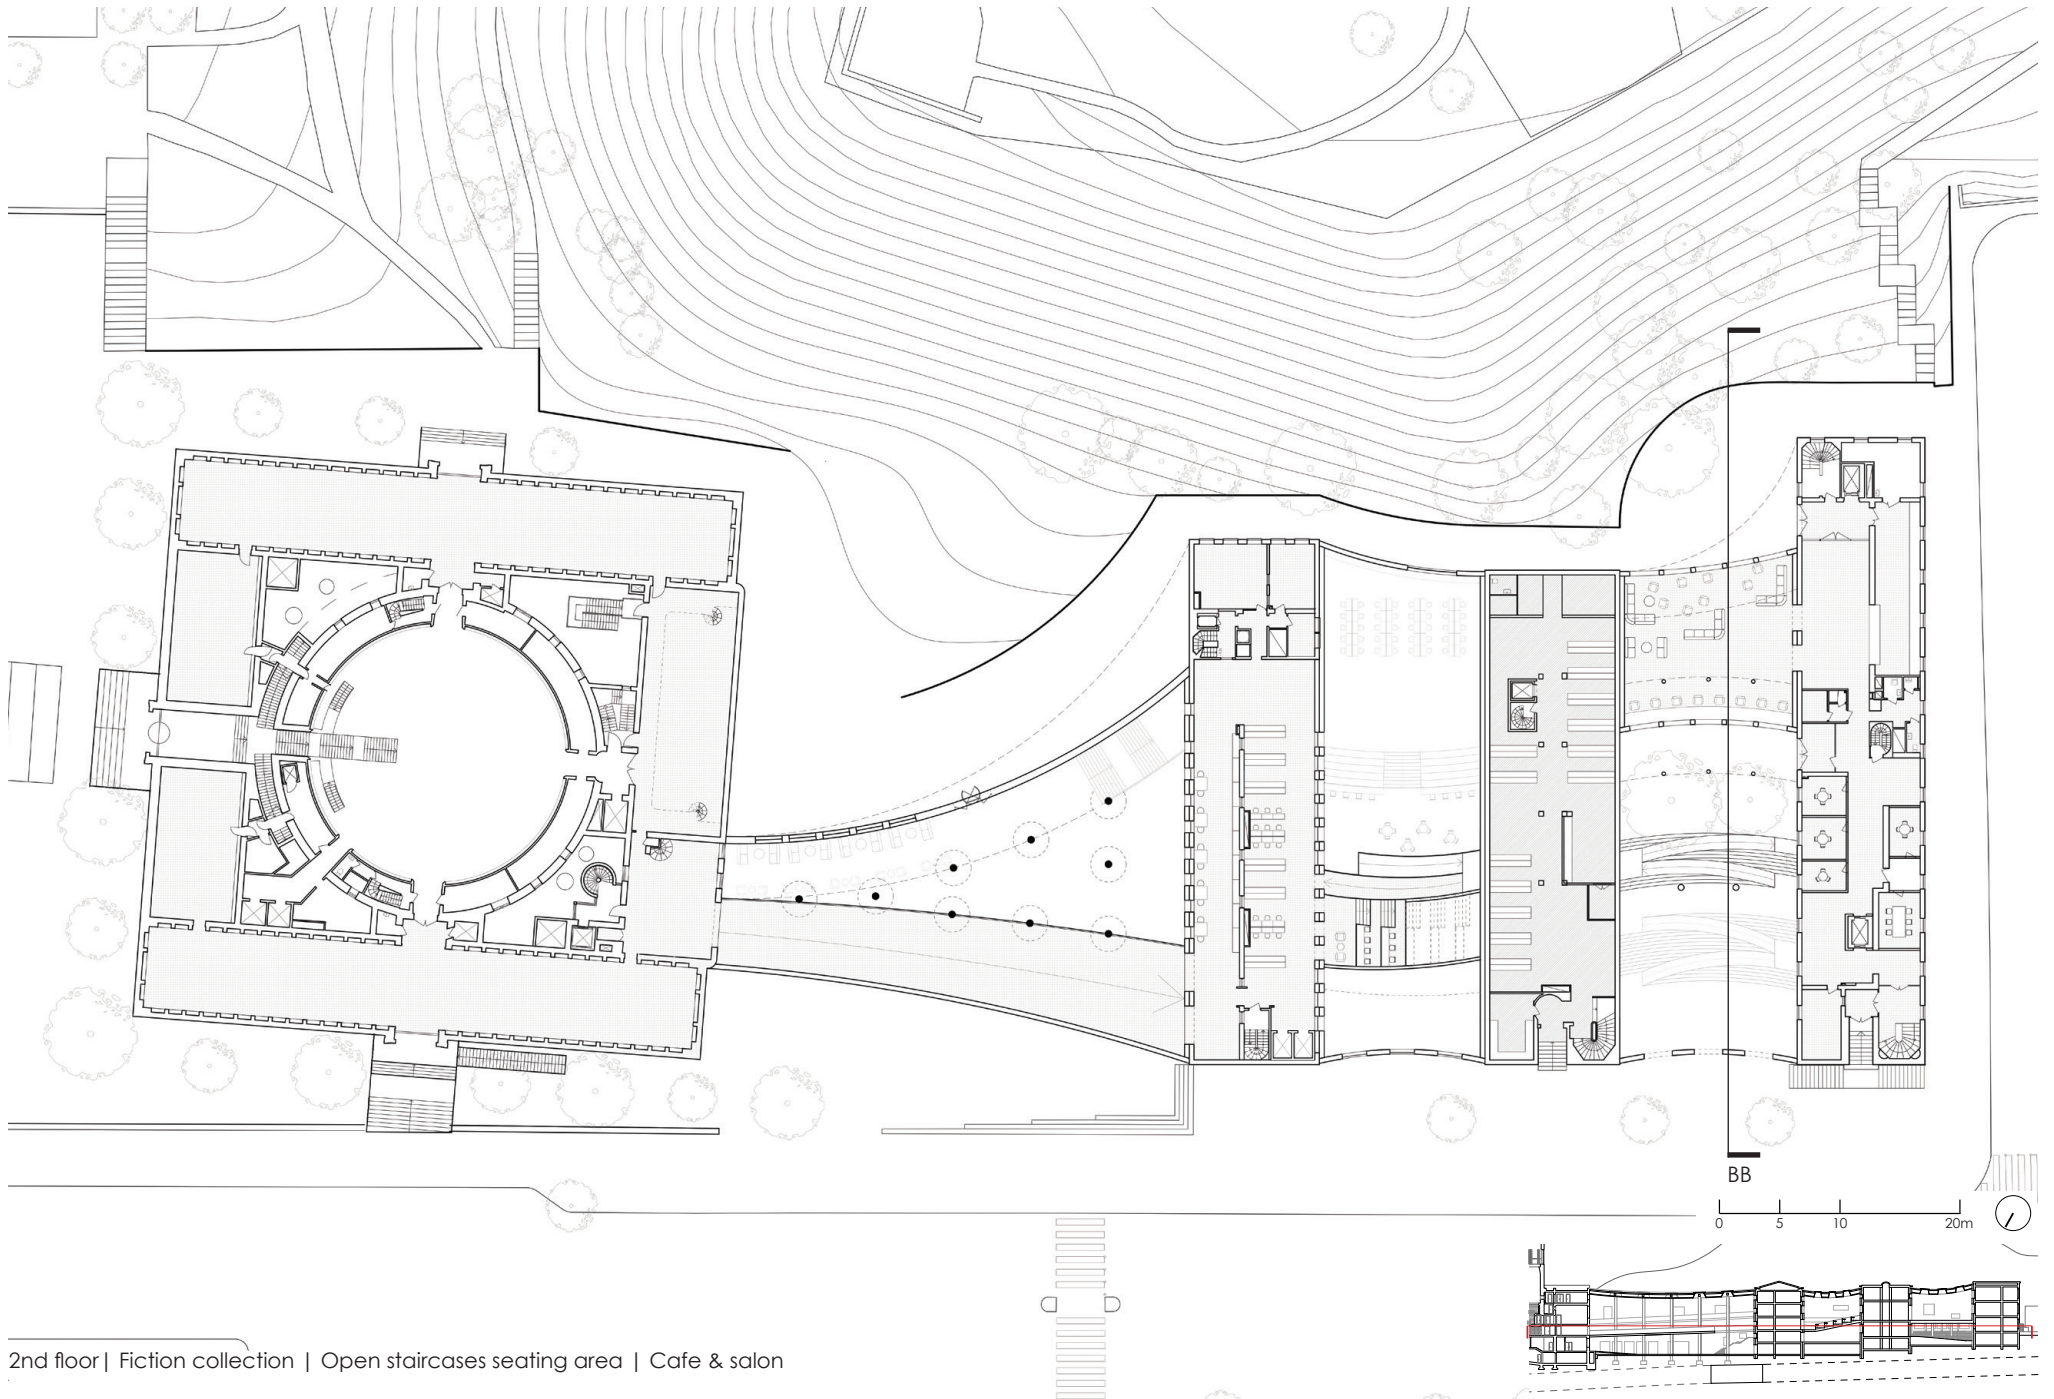 BB
0 5 10 20m
2nd floor| Fiction collection | Open staircases seating area | Cafe & salon